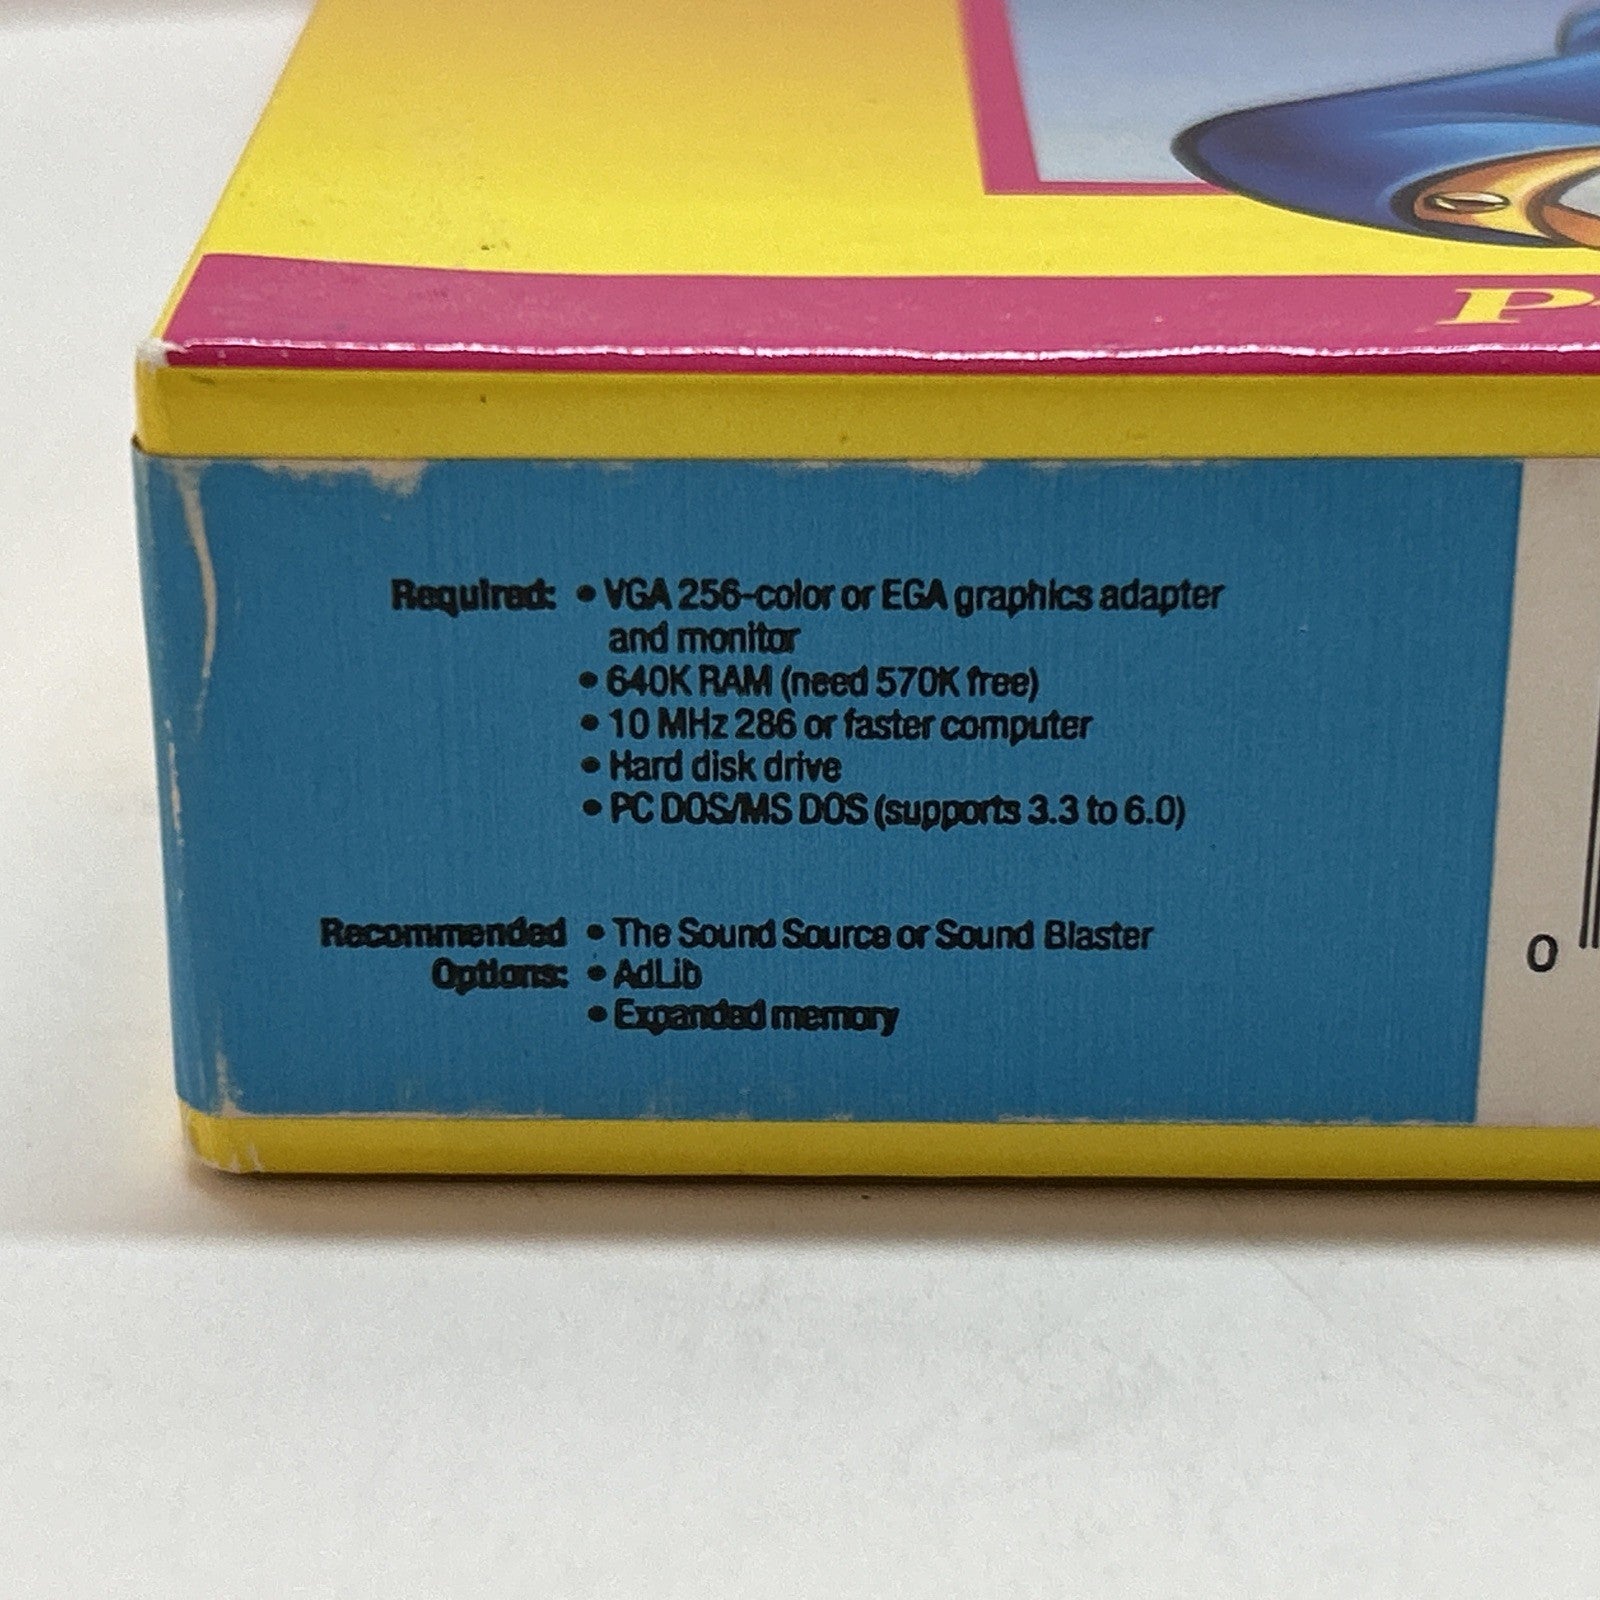 Required: • VGA 256-color or EGA graphics adapter
and monitor
• 640K RAM (need 570K free)
• 10 MHz 286 or faster computer
• Hard disk drive
• PC DOS/MS DOS (supports 3.3 to 6.0)
Recommended • The Sound Source or Sound Blaster
Options: • AdLib
• Expanded memory
0